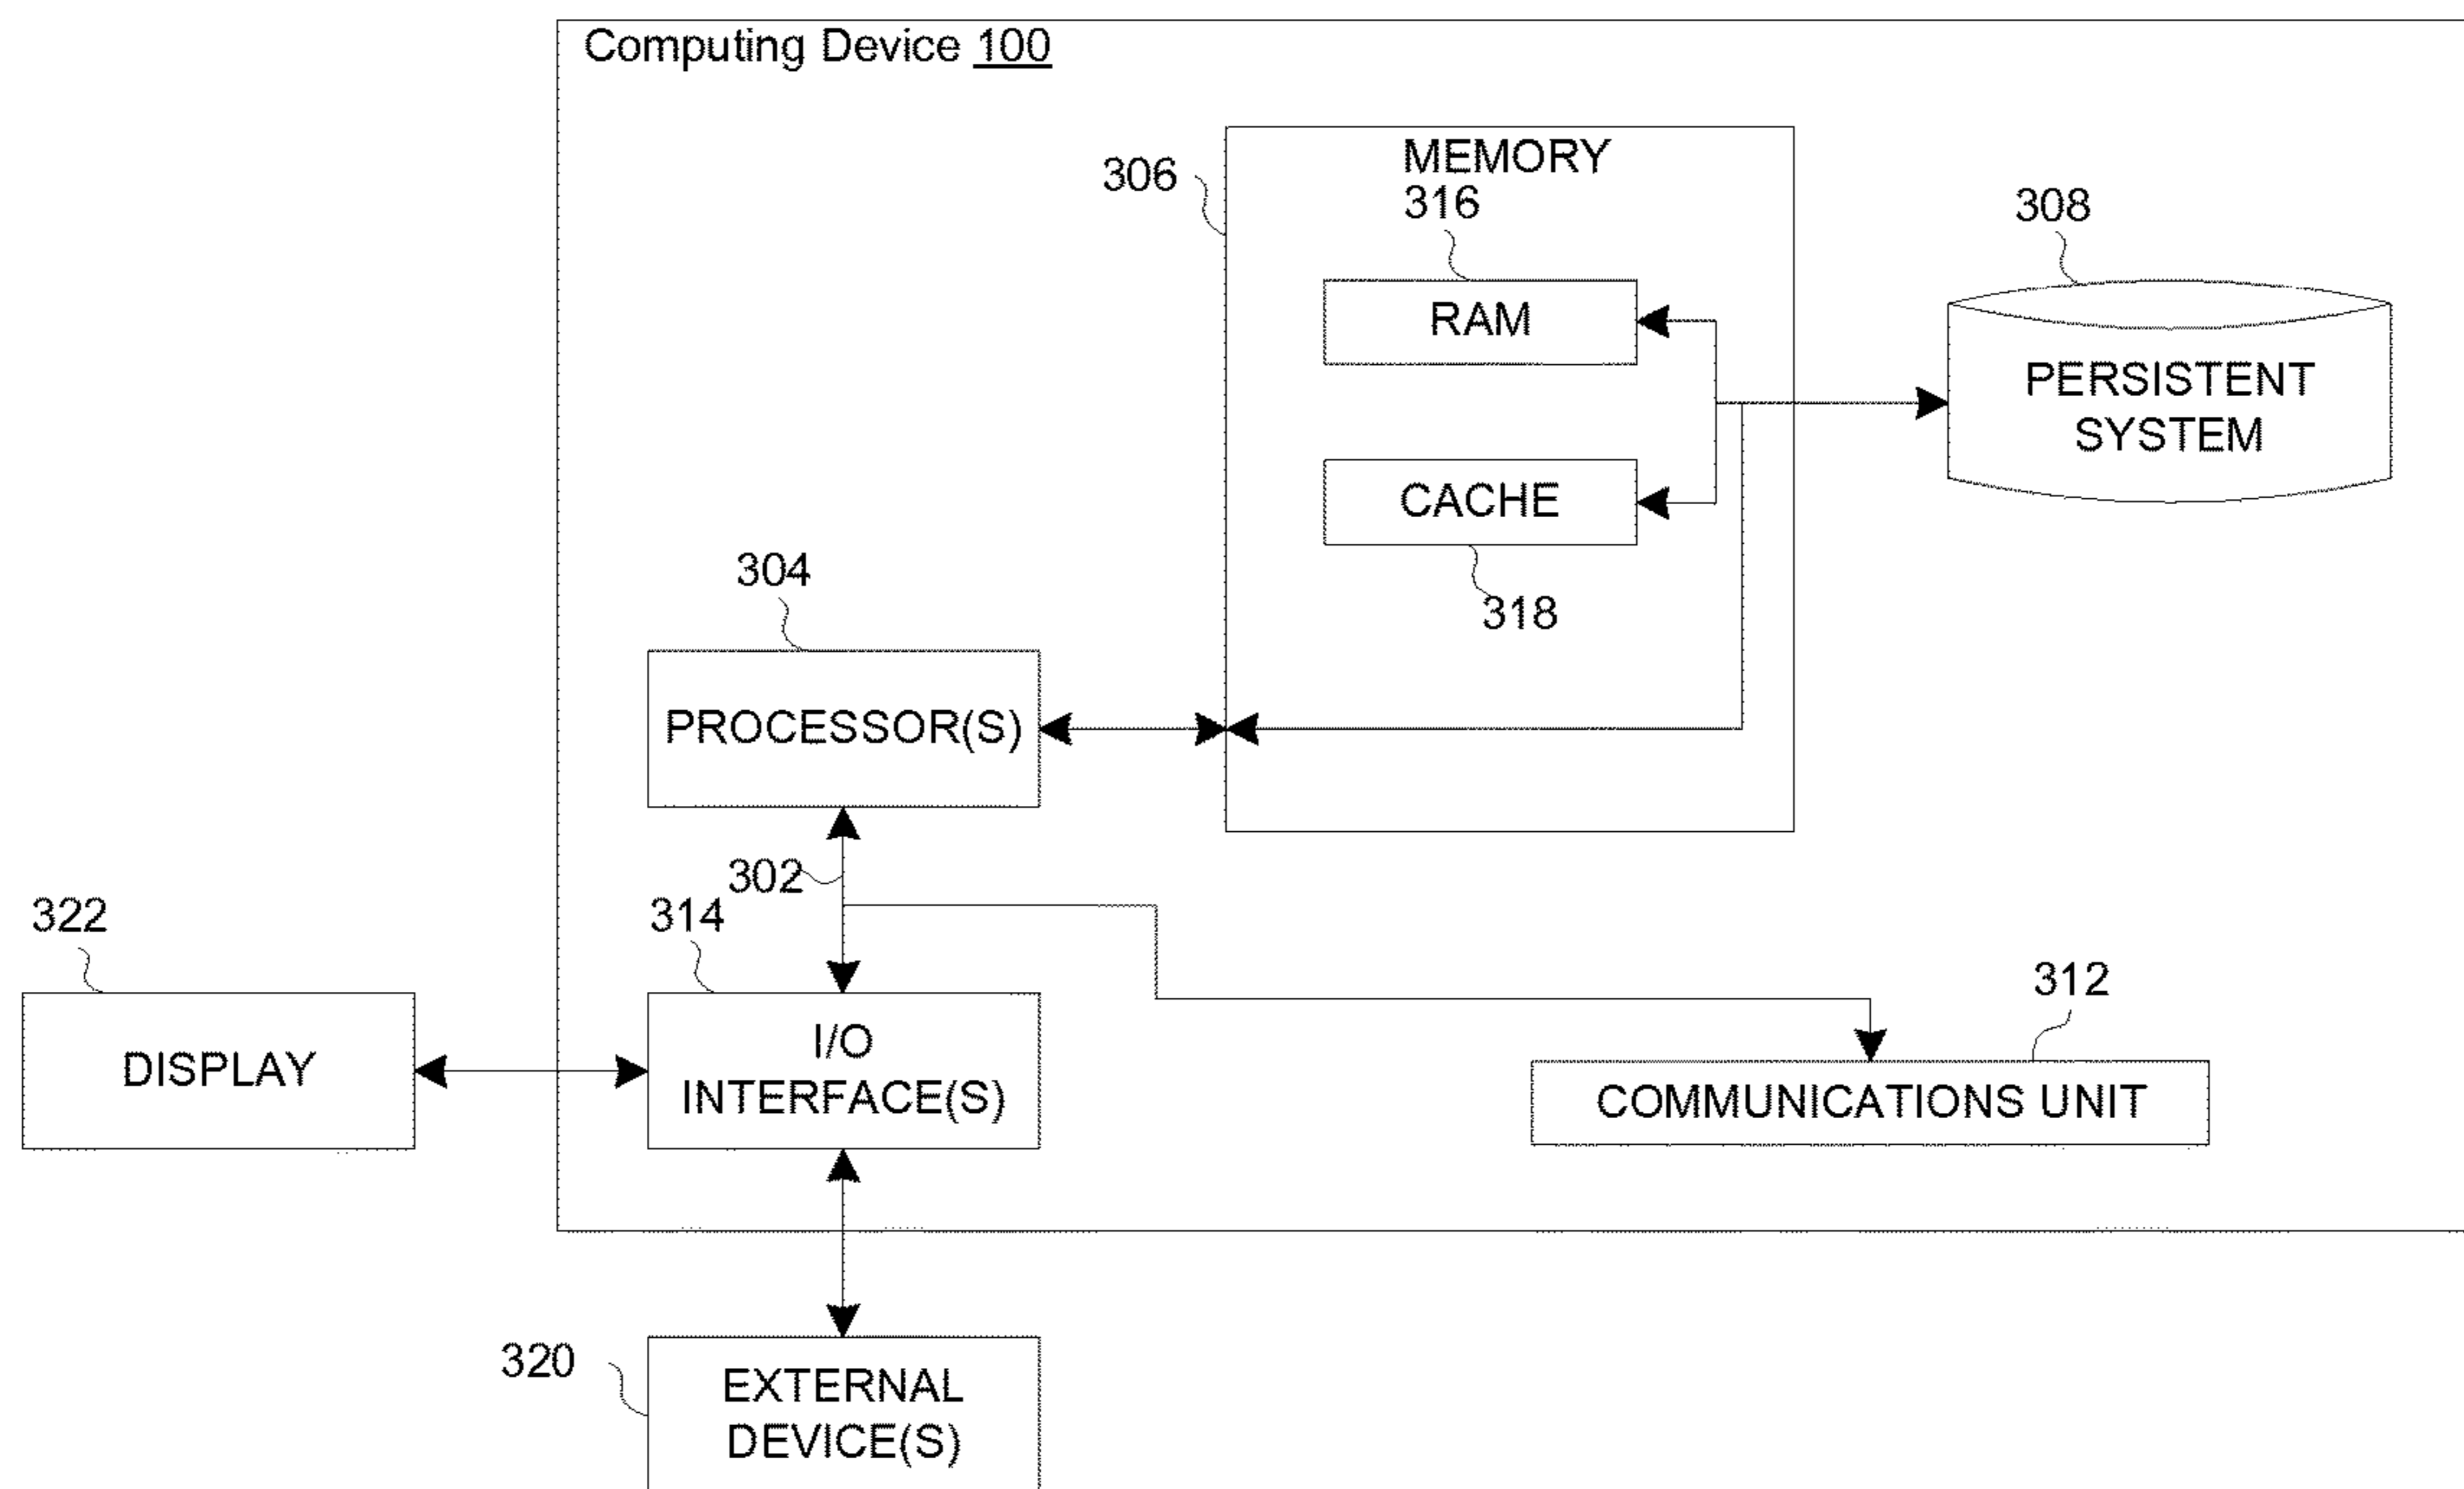 Computing Device 100
MEMORY
306
316
308
RAM
PERSISTENT
SYSTEM
CACHE
304
318
PROCESSOR(S)
302
322
314
312
DISPLAY
I/O
INTERFACE(S)
COMMUNICATIONS UNIT
320
EXTERNAL
DEVICE(S)